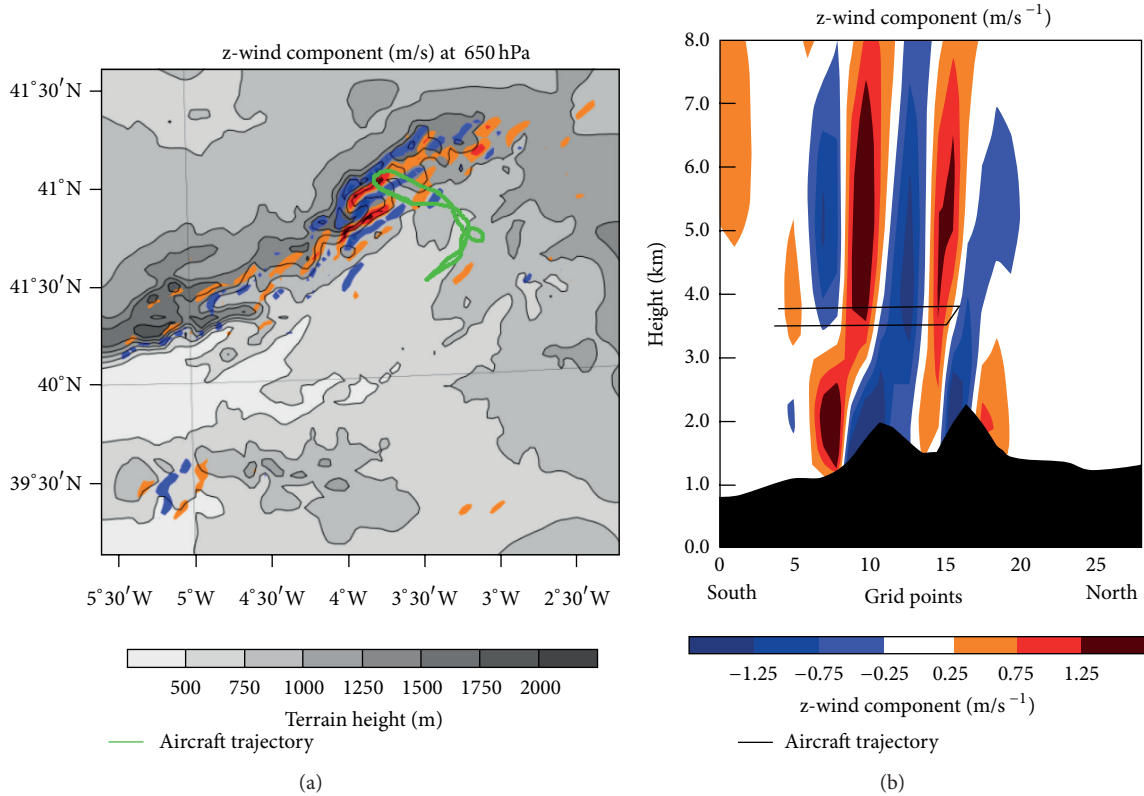 z-wind component (m/s) at 650 hPa
41°30′N
41°N
41°30′N
40°N
39°30′N
5°30′W 5°W 4°30′W 4°W 3°30′W 3°W 2°30′W
500 750 1000 1250 1500 1750 2000
Terrain height (m)
Aircraft trajectory
(a)
z-wind component (m/s⁻¹)
8.0
7.0
6.0
5.0
4.0
3.0
2.0
1.0
0.0
Height (km)
0 5 10 15 20 25
South Grid points North
−1.25 −0.75 −0.25 0.25 0.75 1.25
z-wind component (m/s⁻¹)
Aircraft trajectory
(b)